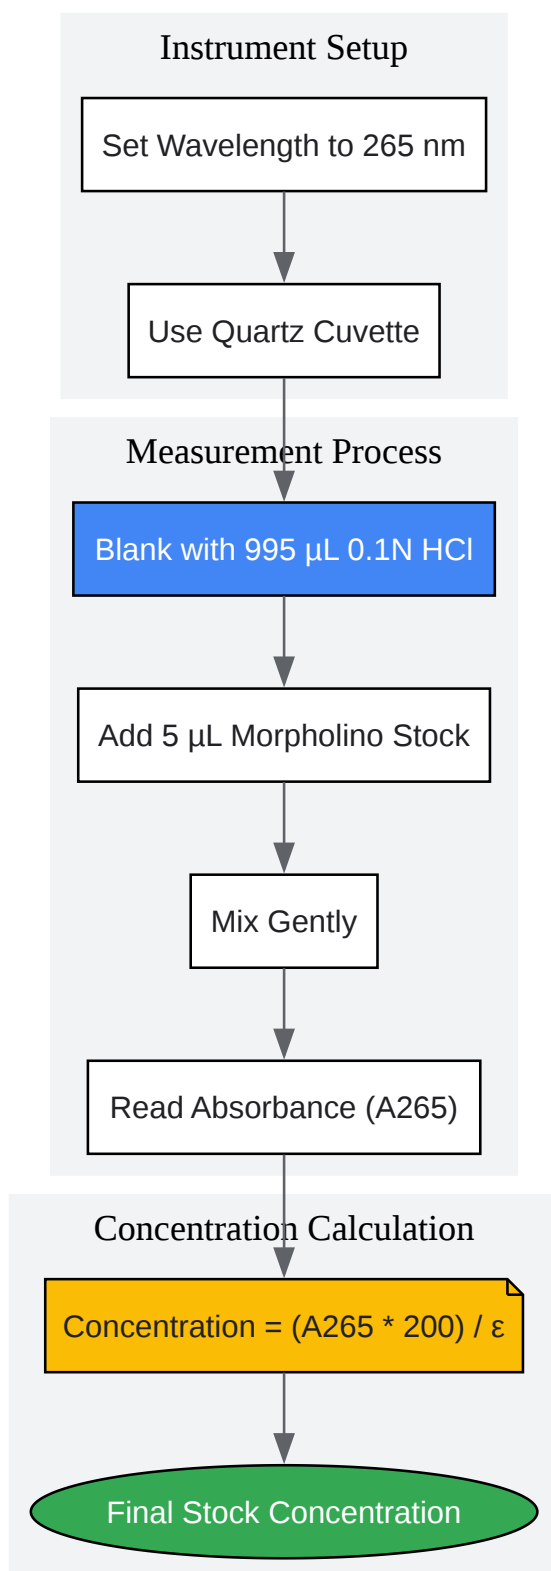 Instrument Setup
Set Wavelength to 265 nm
Use Quartz Cuvette
Measurement Process
Blank with 995 µL 0.1N HCl
Add 5 µL Morpholino Stock
Mix Gently
Read Absorbance (A265)
Concentration Calculation
Concentration = (A265 * 200) / ε
Final Stock Concentration